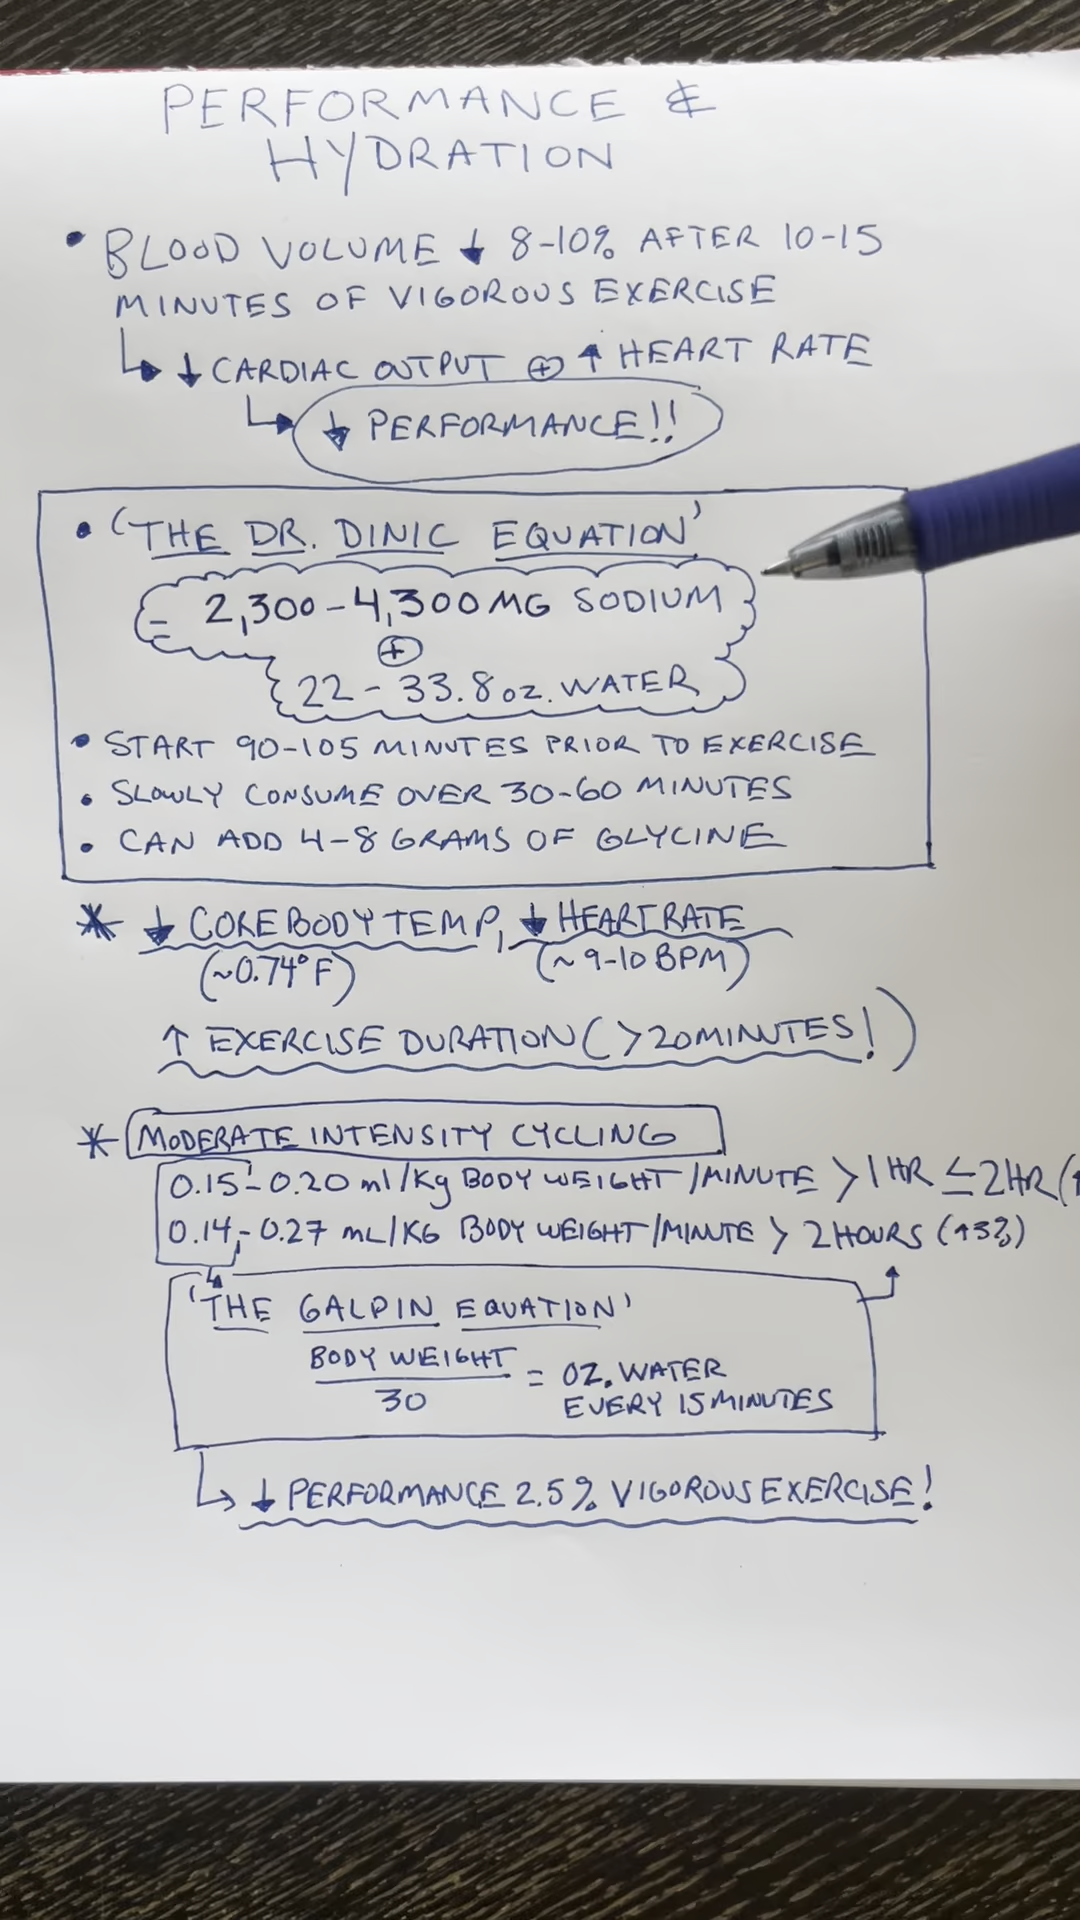 PERFORMANCE &
HYDRATION
• BLOOD VOLUME ↓ 8-10% AFTER 10-15
MINUTES OF VIGOROUS EXERCISE
↳ ↓ CARDIAC OUTPUT ⊕ ↑ HEART RATE
↳ ↓ PERFORMANCE!!
• 'THE DR. DINIC EQUATION'
= 2,300-4,300MG SODIUM
⊕
22-33.8 oz. WATER
• START 90-105 MINUTES PRIOR TO EXERCISE
• SLOWLY CONSUME OVER 30-60 MINUTES
• CAN ADD 4-8 GRAMS OF GLYCINE
* ↓ CORE BODY TEMP, ↓ HEART RATE
(~0.74°F) (~9-10 BPM)
↑ EXERCISE DURATION (>20 MINUTES!)
* MODERATE INTENSITY CYCLING
0.15-0.20 ml/Kg BODY WEIGHT/MINUTE > 1 HR ≤ 2HR (
0.14-0.27 mL/KG BODY WEIGHT/MINUTE > 2 HOURS (↑3%)
'THE GALPIN EQUATION'
BODY WEIGHT
30
= OZ. WATER
EVERY 15 MINUTES
↳ ↓ PERFORMANCE 2.5% VIGOROUS EXERCISE!